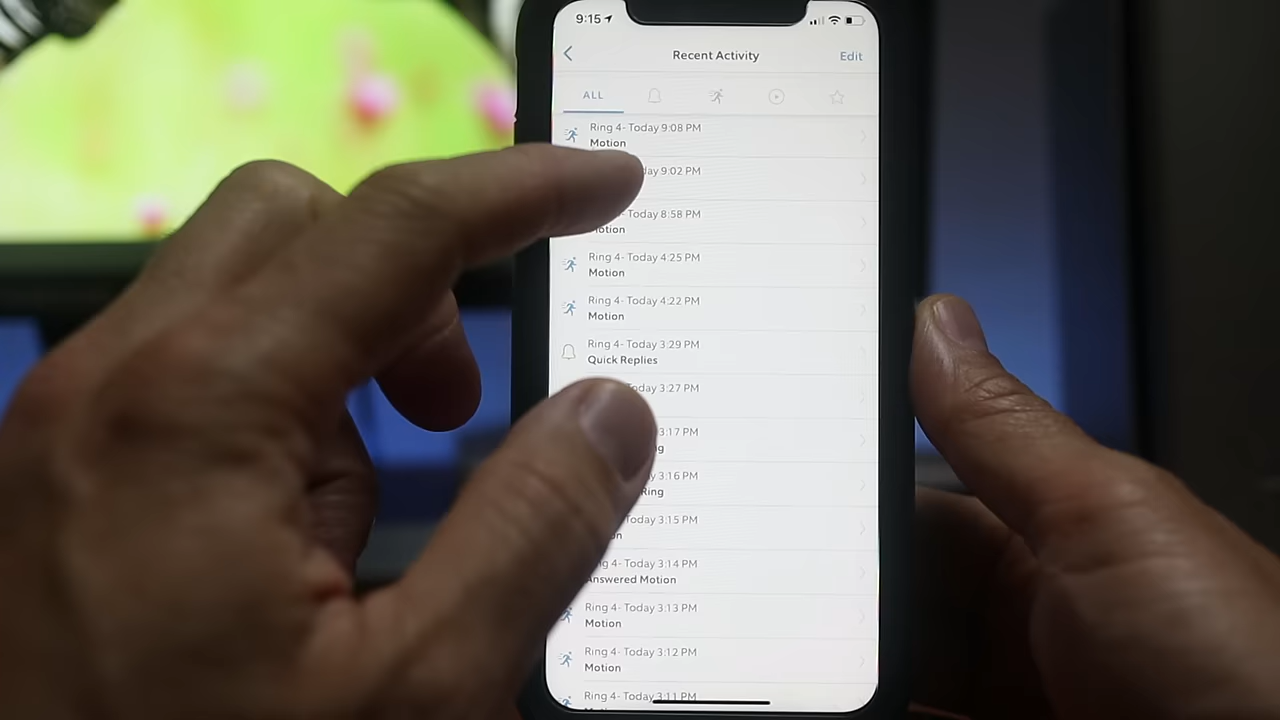 9:15
Recent Activity
Edit
ALL
Ring 4- Today 9:08 PM
Motion
9:02 PM
8:58 PM
Ring 4- Today 4:25 PM
Motion
Ring 4- Today 4:22 PM
Motion
Ring 4- Today 3:29 PM
Quick Replies
Today 3:27 PM
3:17 PM
Today 3:16 PM
Ring
Today 3:15 PM
4- Today 3:14 PM
Answered Motion
Ring 4- Today 3:13 PM
Motion
Ring 4- Today 3:12 PM
Motion
Ring 4- Today 3:11 PM